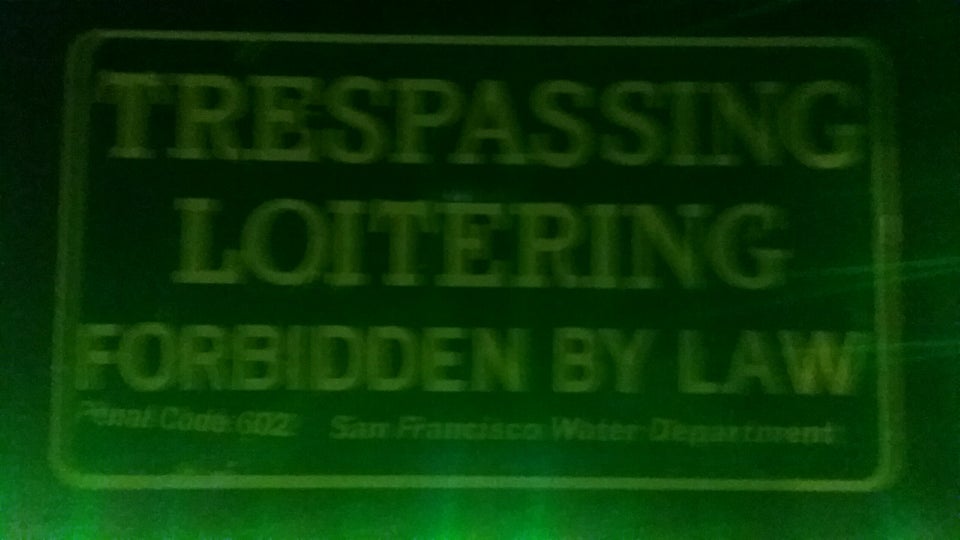 TRESPASSING
LOITERING
FORBIDDEN BY LAW
Penal Code 602 San Francisco Water Department